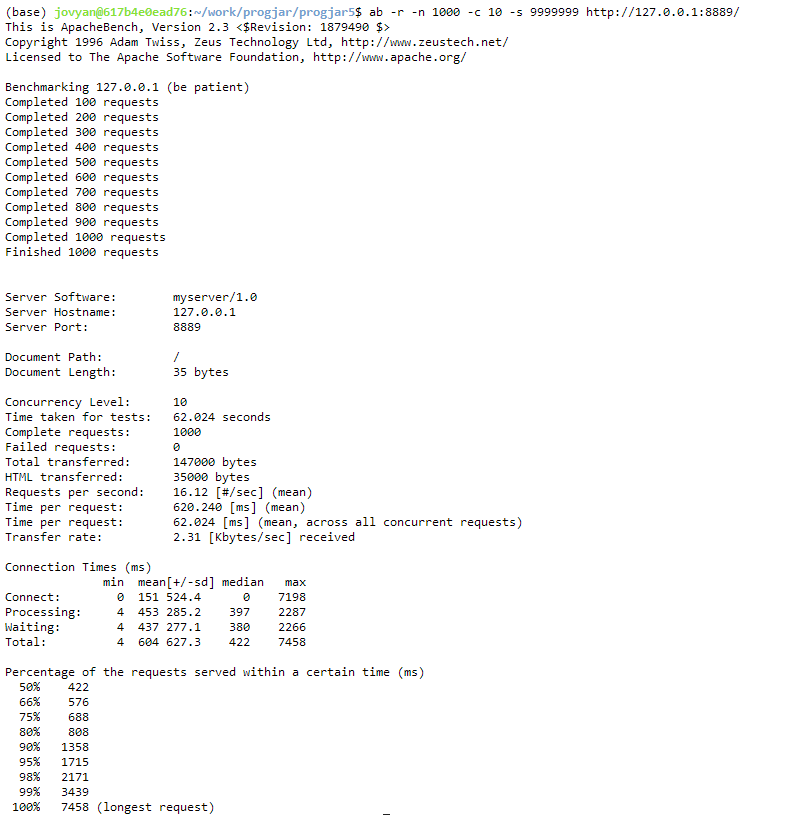 (base) jovyan@617b4e0ead76:~/work/progjar/progjar5$ ab -r -n 1000 -c 10 -s 9999999 http://127.0.0.1:8889/
This is ApacheBench, Version 2.3 <$Revision: 1879490 $>
Copyright 1996 Adam Twiss, Zeus Technology Ltd, http://www.zeustech.net/
Licensed to The Apache Software Foundation, http://www.apache.org/

Benchmarking 127.0.0.1 (be patient)
Completed 100 requests
Completed 200 requests
Completed 300 requests
Completed 400 requests
Completed 500 requests
Completed 600 requests
Completed 700 requests
Completed 800 requests
Completed 900 requests
Completed 1000 requests
Finished 1000 requests


Server Software:        myserver/1.0
Server Hostname:        127.0.0.1
Server Port:            8889

Document Path:          /
Document Length:        35 bytes

Concurrency Level:      10
Time taken for tests:   62.024 seconds
Complete requests:      1000
Failed requests:        0
Total transferred:      147000 bytes
HTML transferred:       35000 bytes
Requests per second:    16.12 [#/sec] (mean)
Time per request:       620.240 [ms] (mean)
Time per request:       62.024 [ms] (mean, across all concurrent requests)
Transfer rate:          2.31 [Kbytes/sec] received

Connection Times (ms)
              min  mean[+/-sd] median   max
Connect:        0  151 524.4      0    7198
Processing:     4  453 285.2    397    2287
Waiting:        4  437 277.1    380    2266
Total:          4  604 627.3    422    7458

Percentage of the requests served within a certain time (ms)
  50%    422
  66%    576
  75%    688
  80%    808
  90%   1358
  95%   1715
  98%   2171
  99%   3439
 100%   7458 (longest request)